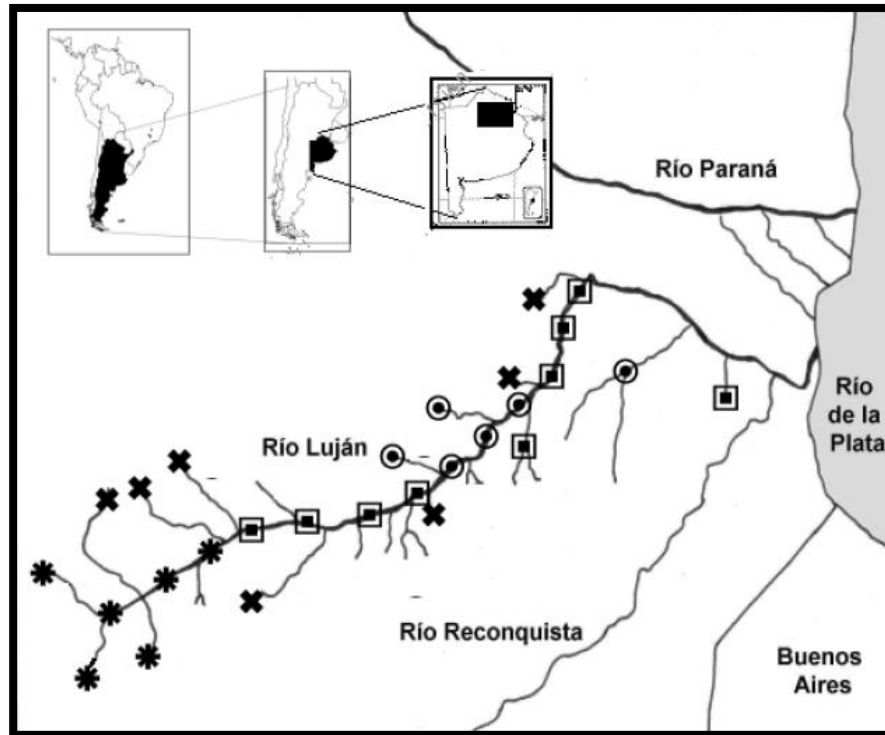 Río Paraná
Río
de la
Plata
Río Luján
Río Reconquista
Buenos
Aires